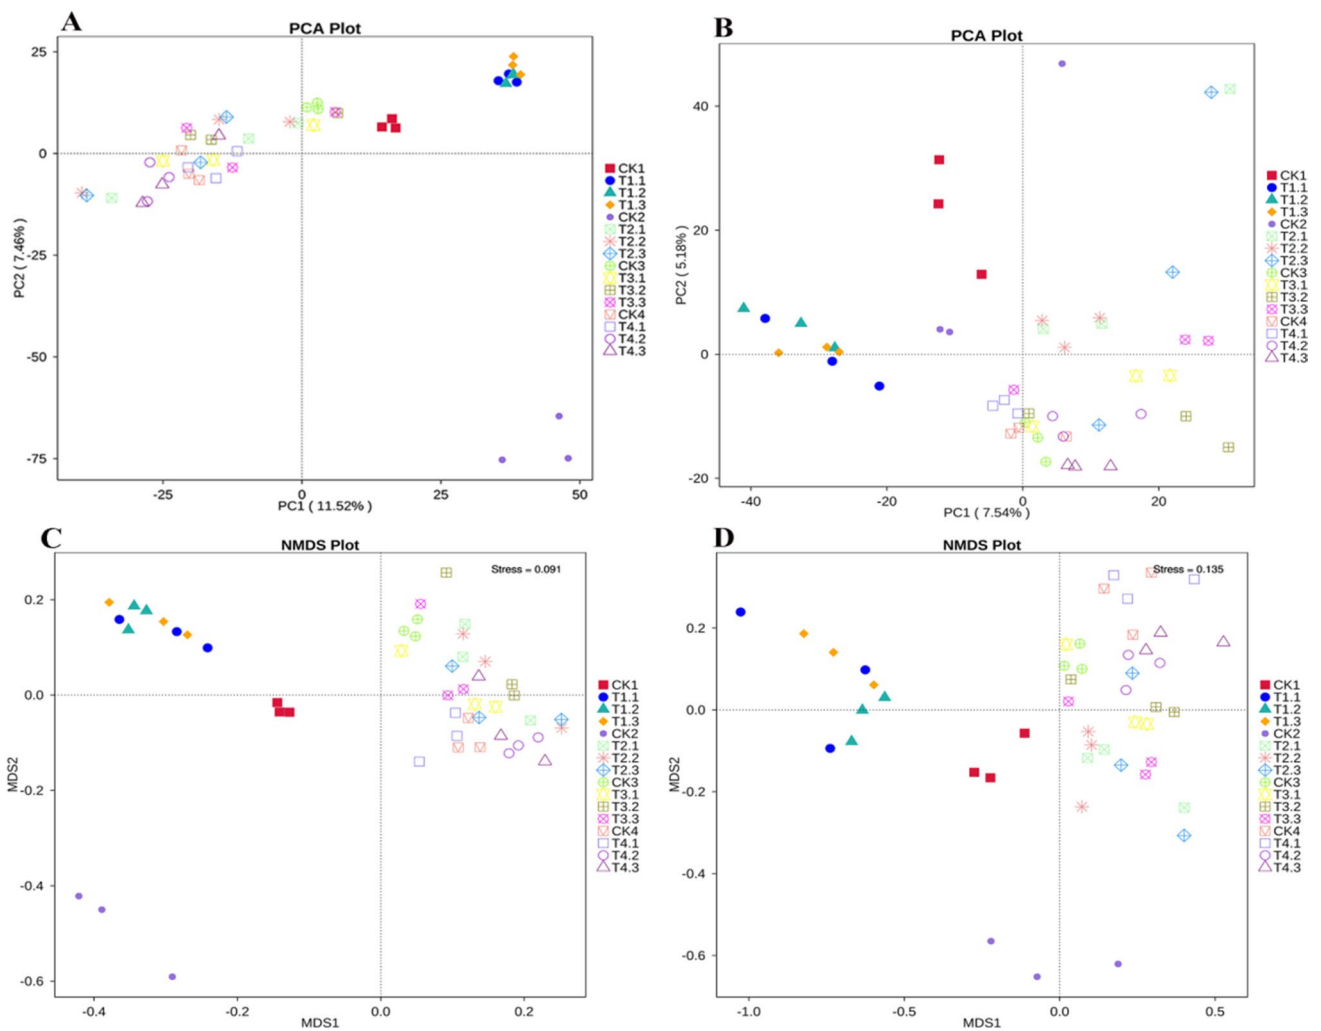 A
PCA Plot
25
0
-25
-50
-75
PC2 ( 7.46% )
-25
0
25
50
PC1 ( 11.52% )
CK1
T1.1
T1.2
T1.3
CK2
T2.1
T2.2
T2.3
CK3
T3.1
T3.2
T3.3
CK4
T4.1
T4.2
T4.3
B
PCA Plot
40
20
0
-20
PC2 ( 5.18% )
-40
-20
0
20
PC1 ( 7.54% )
CK1
T1.1
T1.2
T1.3
CK2
T2.1
T2.2
T2.3
CK3
T3.1
T3.2
T3.3
CK4
T4.1
T4.2
T4.3
C
NMDS Plot
Stress = 0.091
0.2
0.0
-0.2
-0.4
-0.6
MDS2
-0.4
-0.2
0.0
0.2
MDS1
CK1
T1.1
T1.2
T1.3
CK2
T2.1
T2.2
T2.3
CK3
T3.1
T3.2
T3.3
CK4
T4.1
T4.2
T4.3
D
NMDS Plot
Stress = 0.135
0.2
0.0
-0.2
-0.4
-0.6
MDS2
-1.0
-0.5
0.0
0.5
MDS1
CK1
T1.1
T1.2
T1.3
CK2
T2.1
T2.2
T2.3
CK3
T3.1
T3.2
T3.3
CK4
T4.1
T4.2
T4.3